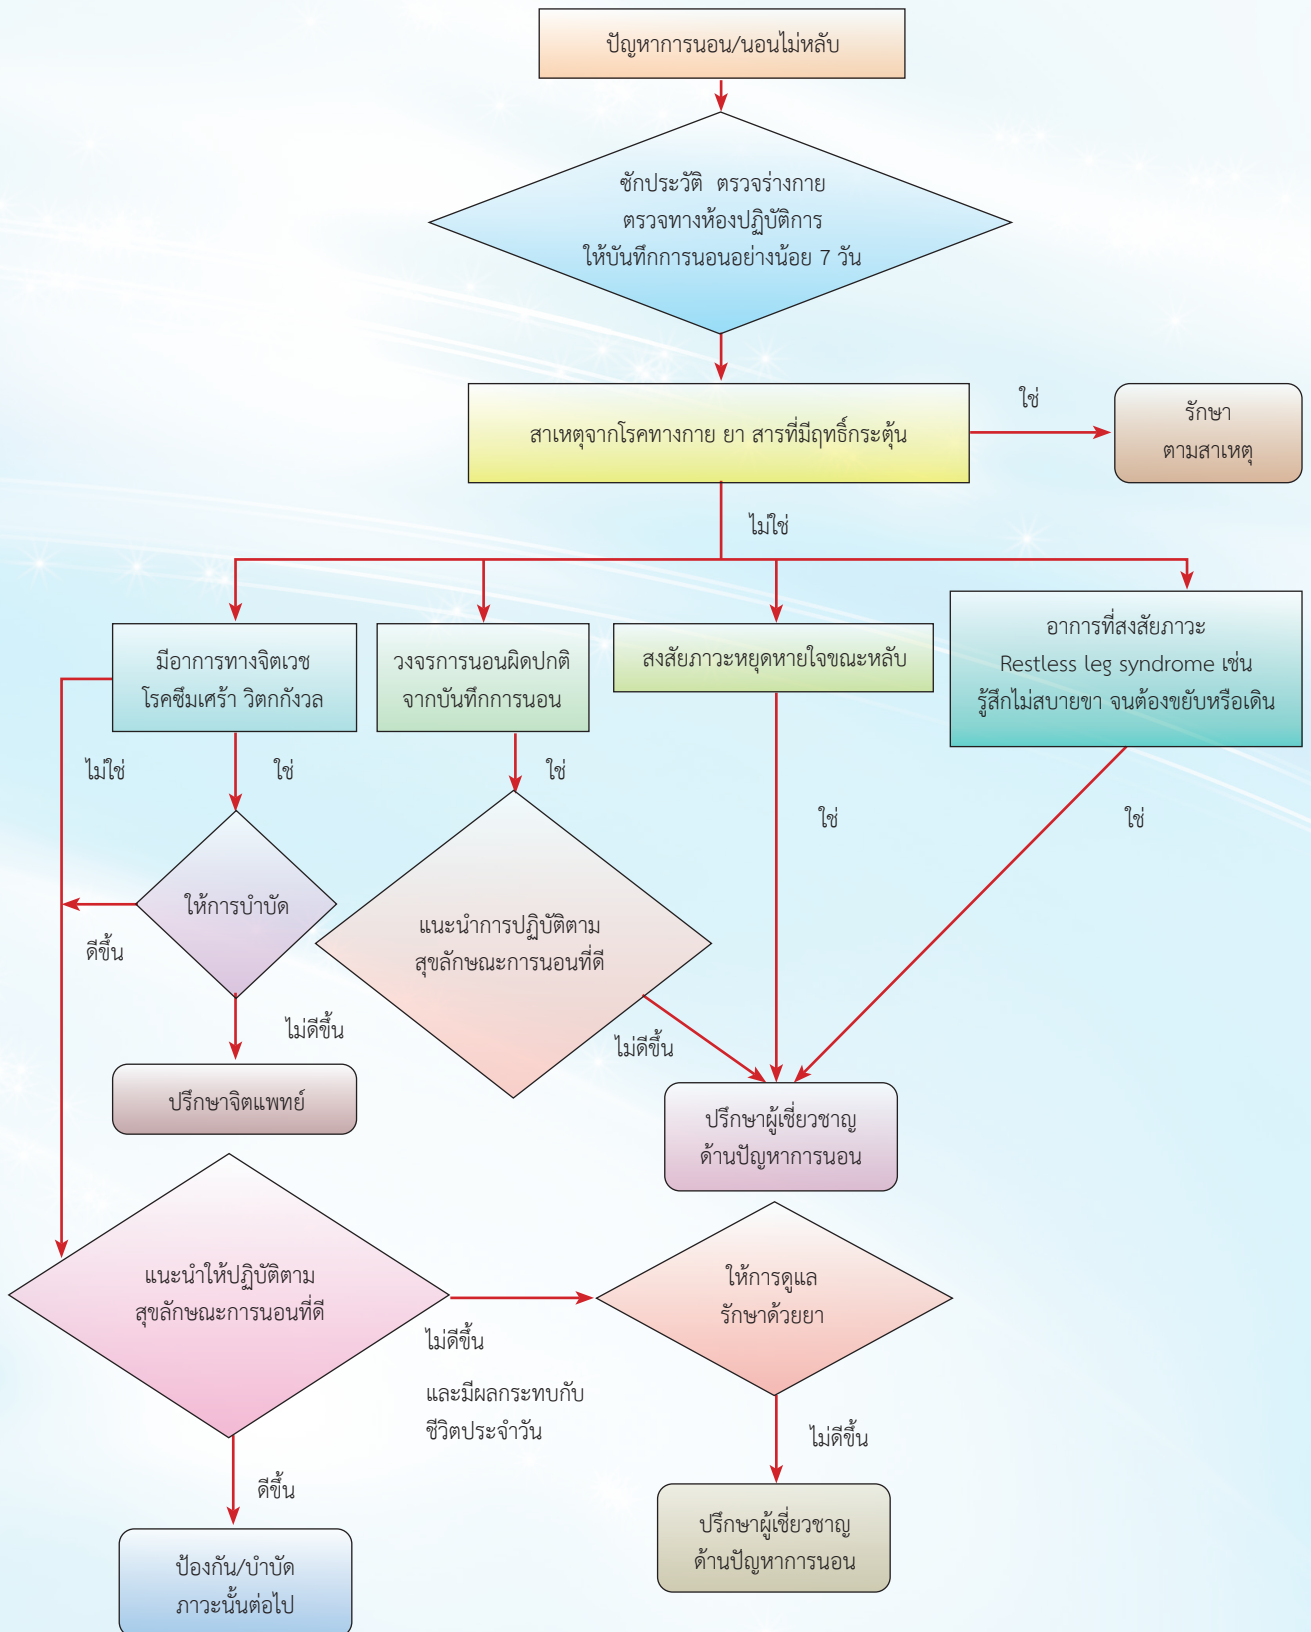 ปัญหาการนอน/นอนไม่หลับ
ซักประวัติ ตรวจร่างกาย
ตรวจทางห้องปฏิบัติการ
ให้บันทึกการนอนอย่างน้อย 7 วัน
สาเหตุจากโรคทางกาย ยา สารที่มีฤทธิ์กระตุ้น
ใช่
รักษา
ตามสาเหตุ
ไม่ใช่
มีอาการทางจิตเวช
โรคซึมเศร้า วิตกกังวล
วงจรการนอนผิดปกติ
จากบันทึกการนอน
สงสัยภาวะหยุดหายใจขณะหลับ
อาการที่สงสัยภาวะ
Restless leg syndrome เช่น
รู้สึกไม่สบายขา จนต้องขยับหรือเดิน
ไม่ใช่
ใช่
ใช่
ใช่
ใช่
ให้การบำบัด
ดีขึ้น
แนะนำการปฏิบัติตาม
สุขลักษณะการนอนที่ดี
ไม่ดีขึ้น
ไม่ดีขึ้น
ปรึกษาจิตแพทย์
ปรึกษาผู้เชี่ยวชาญ
ด้านปัญหาการนอน
แนะนำให้ปฏิบัติตาม
สุขลักษณะการนอนที่ดี
ไม่ดีขึ้น
และมีผลกระทบกับ
ชีวิตประจำวัน
ให้การดูแล
รักษาด้วยยา
ไม่ดีขึ้น
ดีขึ้น
ปรึกษาผู้เชี่ยวชาญ
ด้านปัญหาการนอน
ป้องกัน/บำบัด
ภาวะนั้นต่อไป